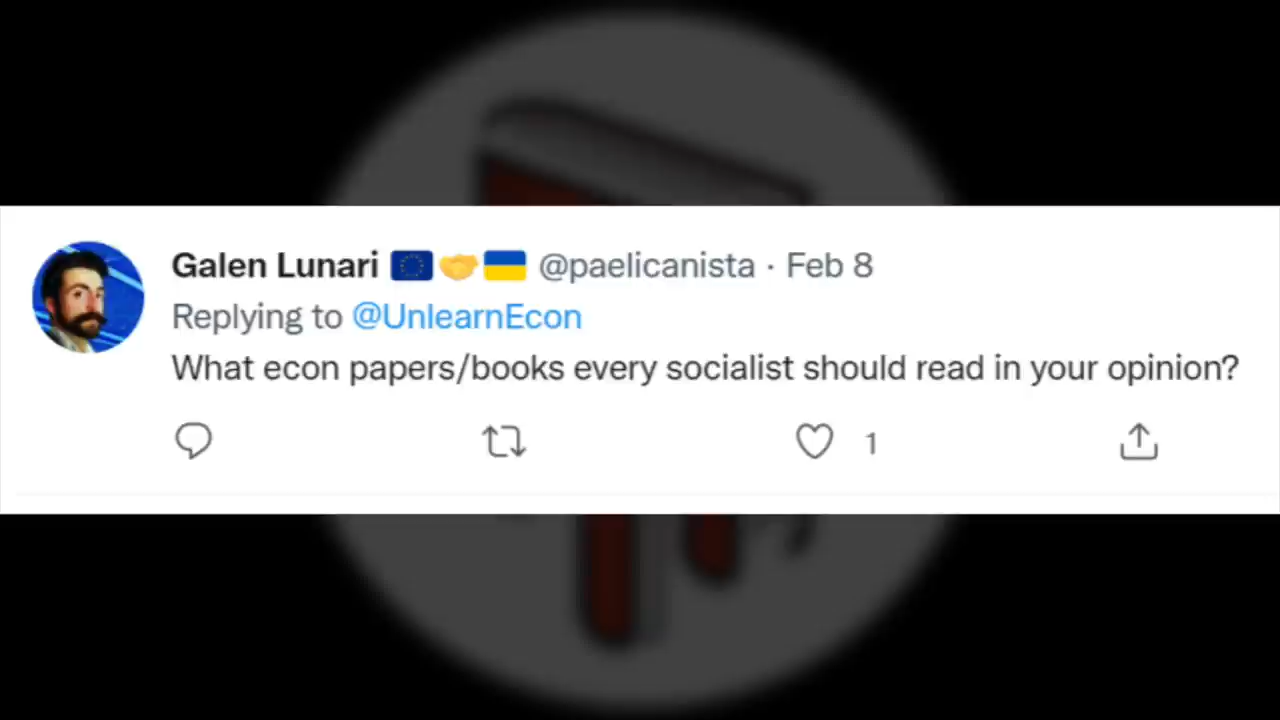 Galen Lunari 🇪🇺🤝🇺🇦 @paelicanista · Feb 8
Replying to @UnlearnEcon
What econ papers/books every socialist should read in your opinion?
1